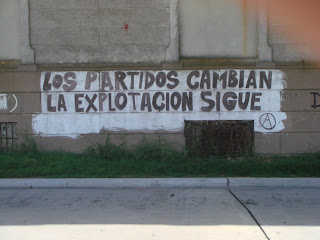 LOS PARTIDOS CAMBIAN
LA EXPLOTACION SIGUE